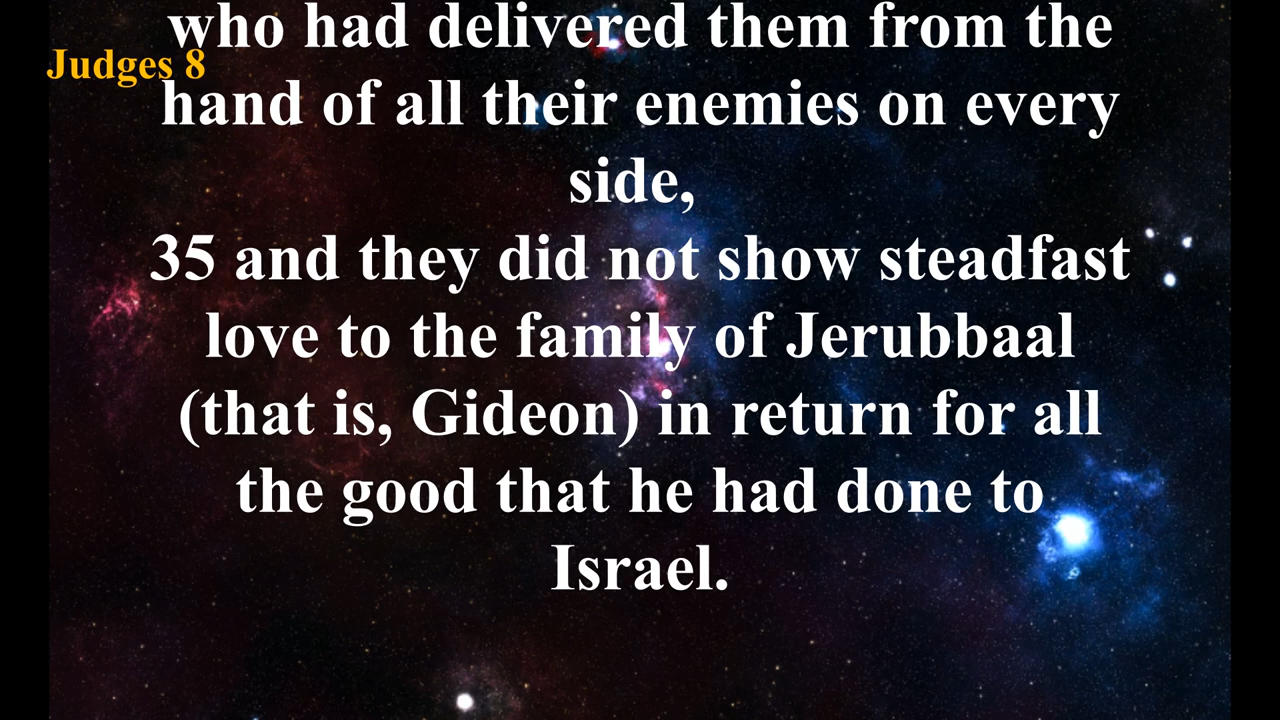 who had delivered them from the
Judges 8
hand of all their enemies on every
side,
35 and they did not show steadfast
love to the family of Jerubbaal
(that is, Gideon) in return for all
the good that he had done to
Israel.